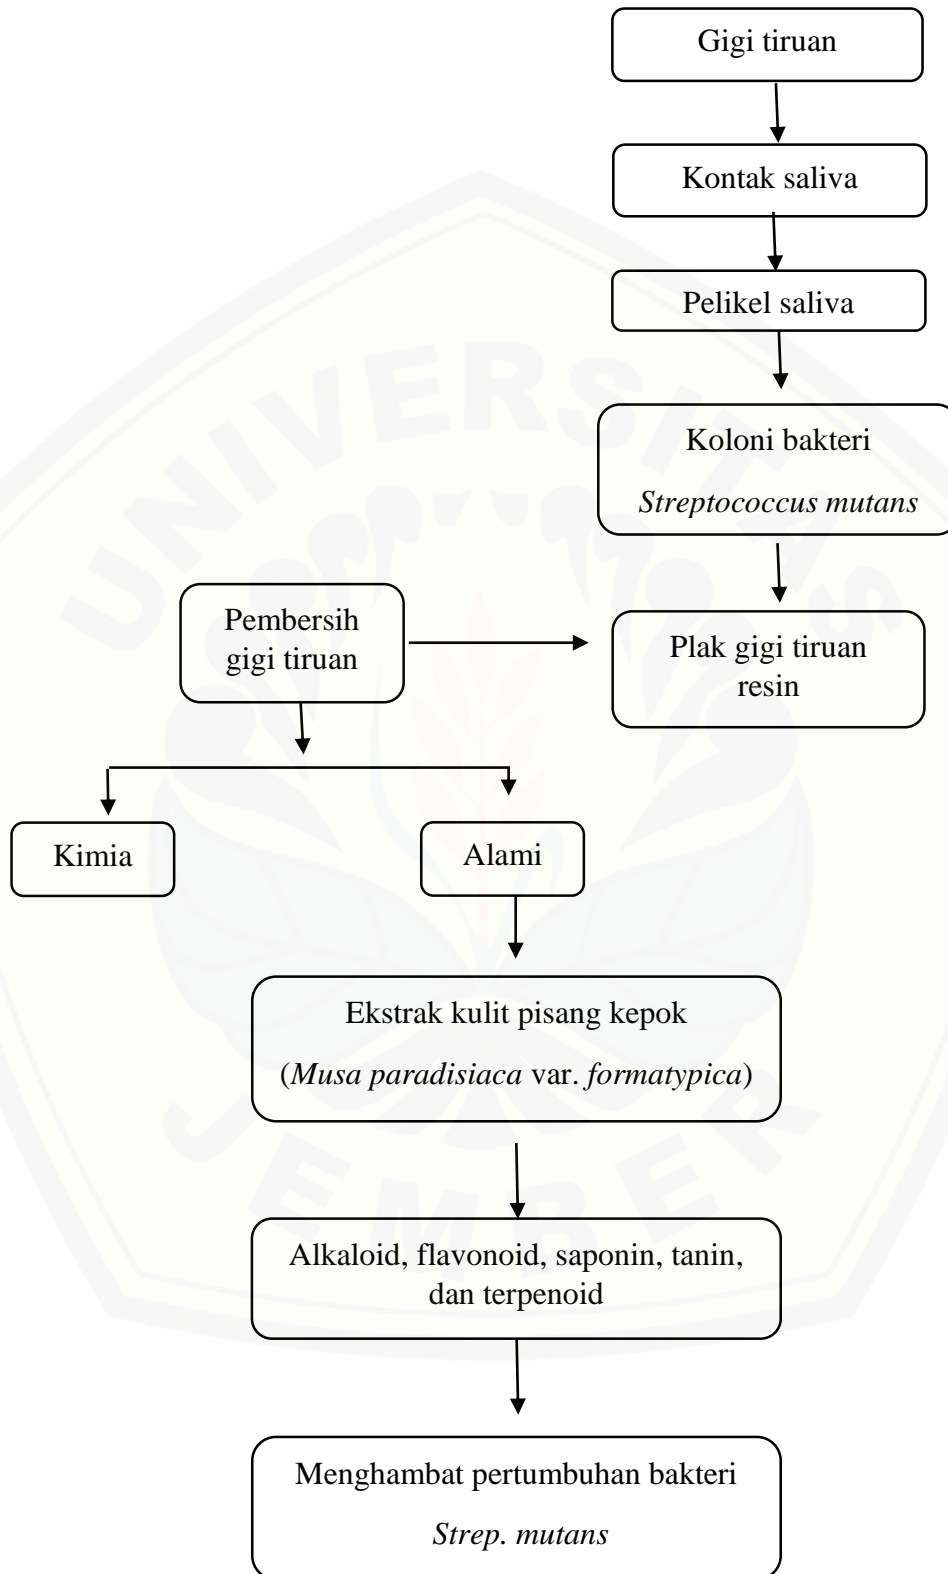 Gigi tiruan
Kontak saliva
Pelikel saliva
Koloni bakteri
Streptococcus mutans
Pembersih
gigi tiruan
Plak gigi tiruan
resin
Kimia
Alami
Ekstrak kulit pisang kepok
(Musa paradisiaca var. formatypica)
Alkaloid, flavonoid, saponin, tanin,
dan terpenoid
Menghambat pertumbuhan bakteri
Strep. mutans
UNIVERSITAS
JEMBER